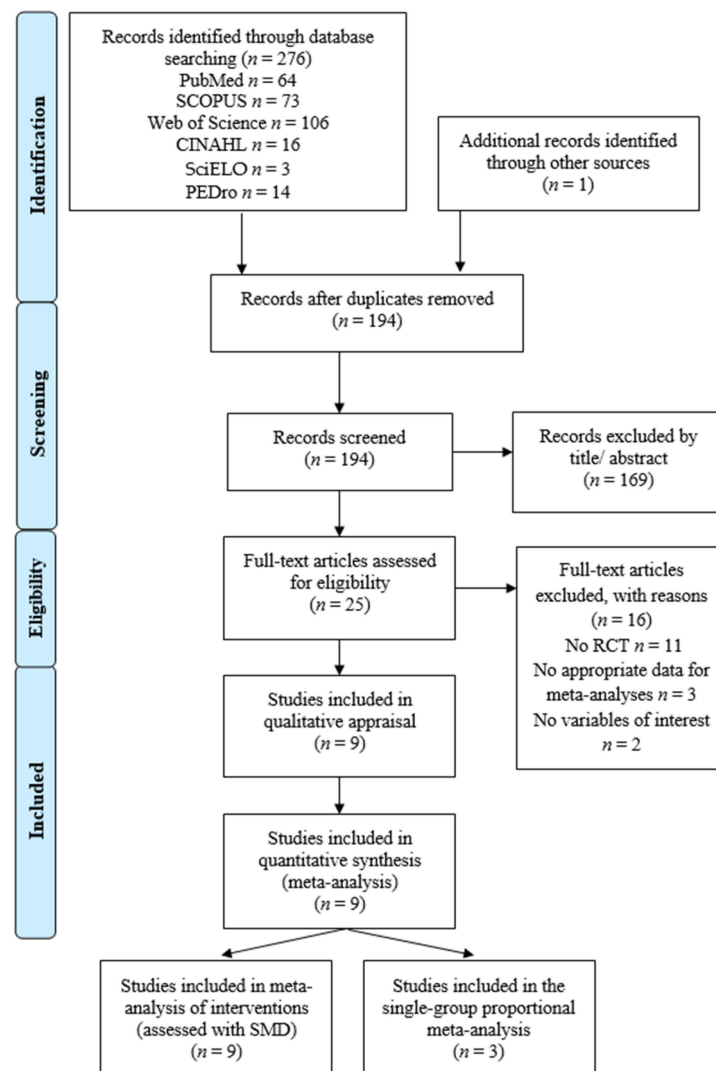 Identification
Records identified through database
searching (n = 276)
PubMed n = 64
SCOPUS n = 73
Web of Science n = 106
CINAHL n = 16
SciELO n = 3
PEDro n = 14
Additional records identified
through other sources
(n = 1)
Records after duplicates removed
(n = 194)
Screening
Records screened
(n = 194)
Records excluded by
title/ abstract
(n = 169)
Eligibility
Full-text articles assessed
for eligibility
(n = 25)
Full-text articles
excluded, with reasons
(n = 16)
No RCT n = 11
No appropriate data for
meta-analyses n = 3
No variables of interest
n = 2
Included
Studies included in
qualitative appraisal
(n = 9)
Studies included in
quantitative synthesis
(meta-analysis)
(n = 9)
Studies included in meta-
analysis of interventions
(assessed with SMD)
(n = 9)
Studies included in the
single-group proportional
meta-analysis
(n = 3)